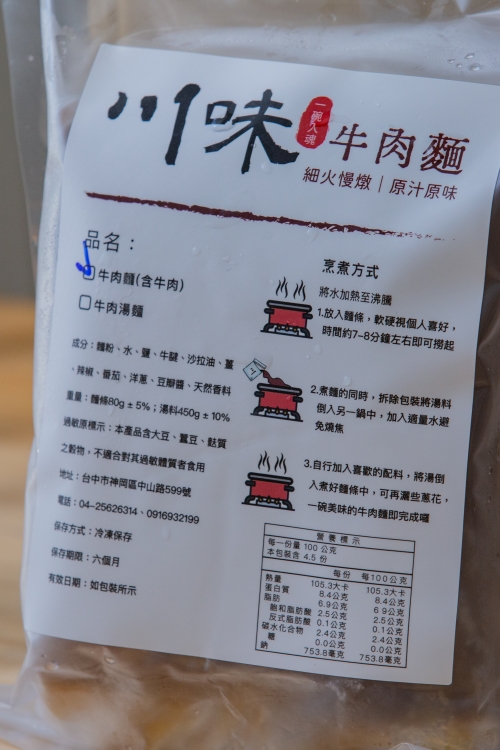 川味
一碗入魂
牛肉麵
細火慢燉｜原汁原味
品名：
牛肉麵(含牛肉)
牛肉湯麵
成分：麵粉、水、鹽、牛腱、沙拉油、薑
、辣椒、番茄、洋蔥、豆瓣醬、天然香料
重量：麵條80g±5%；湯料450g±10%
過敏原標示：本產品含大豆、蠶豆、麩質
之穀物，不適合對其過敏體質者食用
地址：台中市神岡區中山路599號
電話：04-25626314、0916932199
保存方式：冷凍保存
保存期限：六個月
有效日期：如包裝所示
烹煮方式
將水加熱至沸騰
1.放入麵條，軟硬視個人喜好，
時間約7-8分鐘左右即可撈起
2.煮麵的同時，拆除包裝將湯料
倒入另一鍋中，加入適量水避
免燒焦
3.自行加入喜歡的配料，將湯倒
入煮好麵條中，可再灑些蔥花，
一碗美味的牛肉麵即完成囉
營養標示
每一份量 100 公克
本包裝含 4.5 份
每份 每100公克
熱量 105.3大卡 105.3大卡
蛋白質 8.4公克 8.4公克
脂肪 6.9公克 6.9公克
飽和脂肪酸 2.5公克 2.5公克
反式脂肪酸 0.1公克 0.1公克
碳水化合物 2.4公克 2.4公克
糖 0.0公克 0.0公克
鈉 753.8毫克 753.8毫克